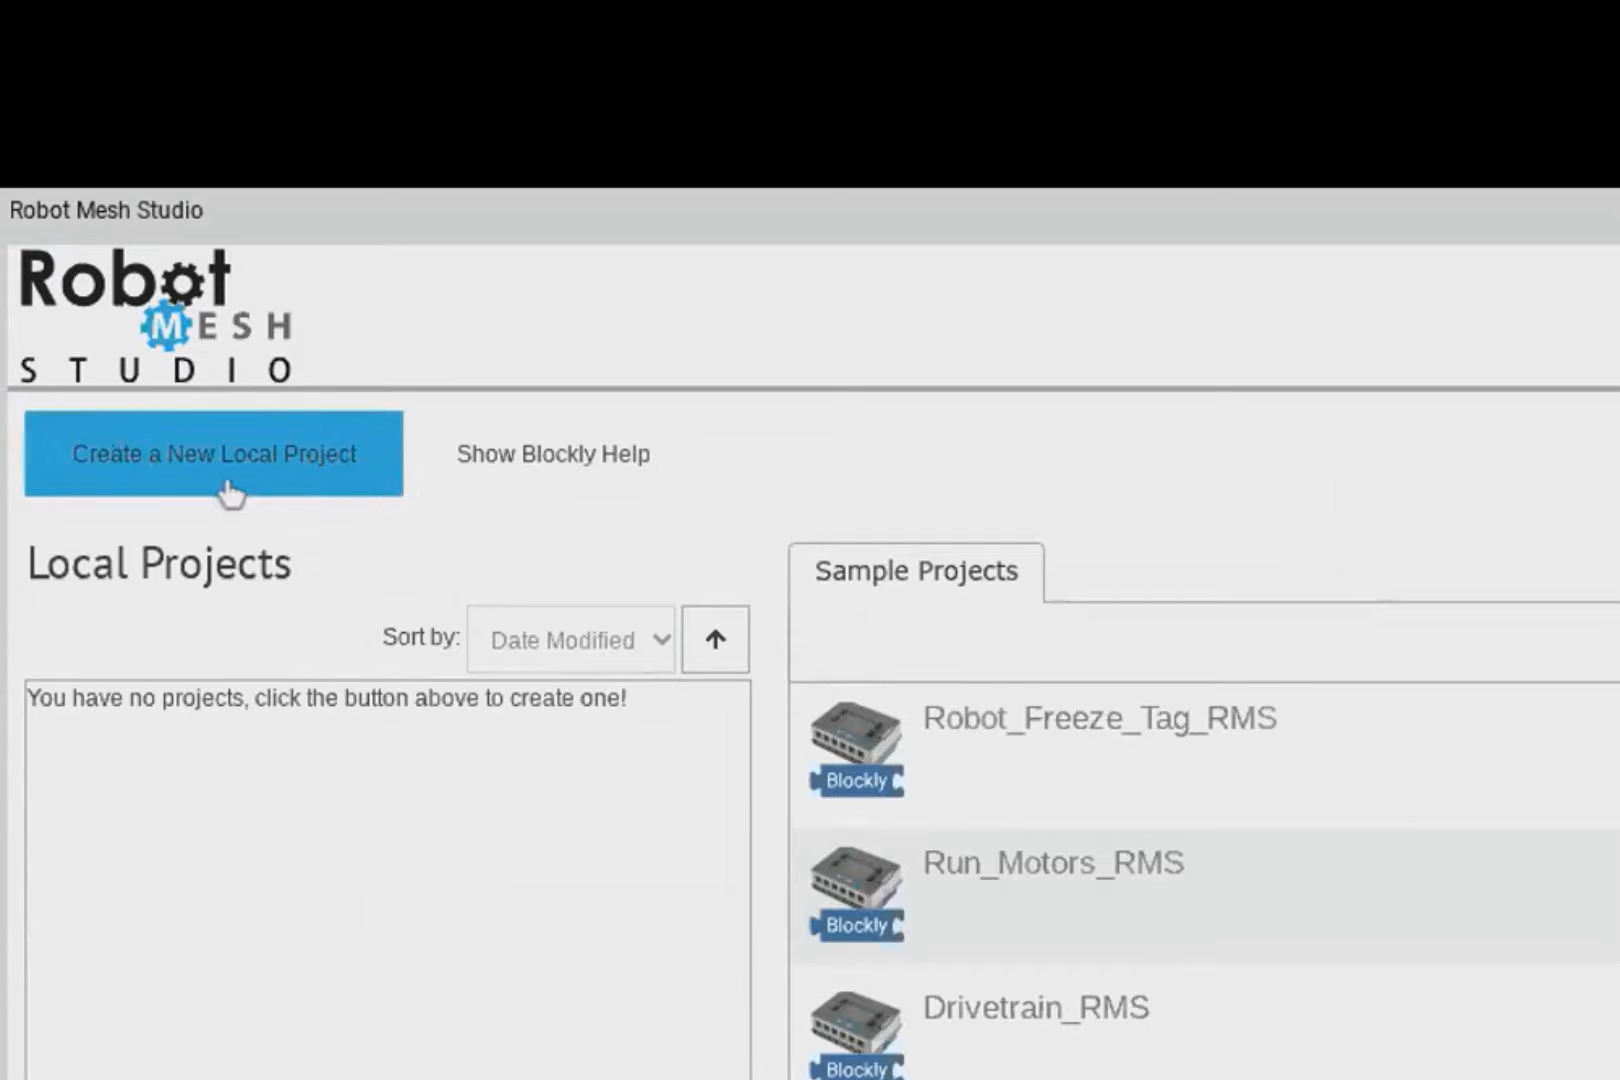 Robot Mesh Studio
Robot
MESH
STUDIO
Create a New Local Project
Show Blockly Help
Local Projects
Sample Projects
Sort by:
Date Modified
You have no projects, click the button above to create one!
Robot_Freeze_Tag_RMS
Blockly
Run_Motors_RMS
Blockly
Drivetrain_RMS
Blockly